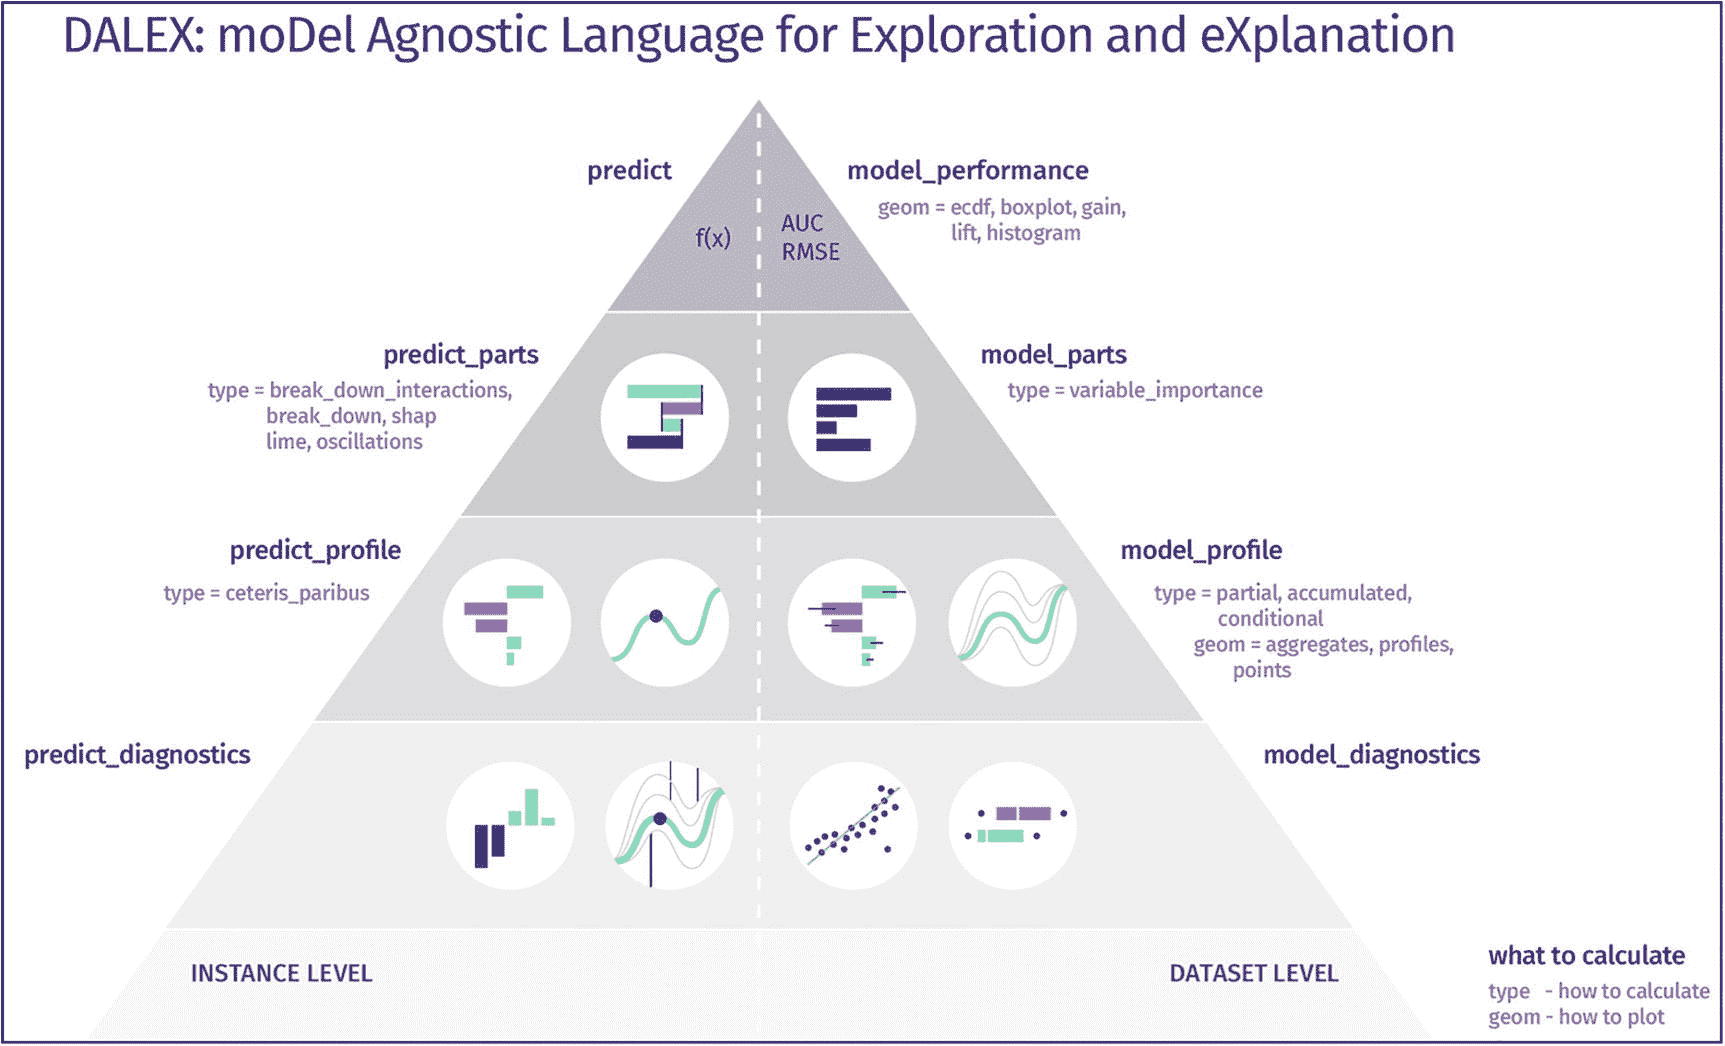 DALEX: moDel Agnostic Language for Exploration and eXplanation
predict
f(x)
model_performance
geom = ecdf, boxplot, gain,
lift, histogram
AUC
RMSE
predict_parts
type = break_down_interactions,
break_down, shap
lime, oscillations
model_parts
type = variable_importance
predict_profile
type = ceteris_paribus
model_profile
type = partial, accumulated,
conditional
geom = aggregates, profiles,
points
predict_diagnostics
model_diagnostics
INSTANCE LEVEL
DATASET LEVEL
what to calculate
type - how to calculate
geom - how to plot